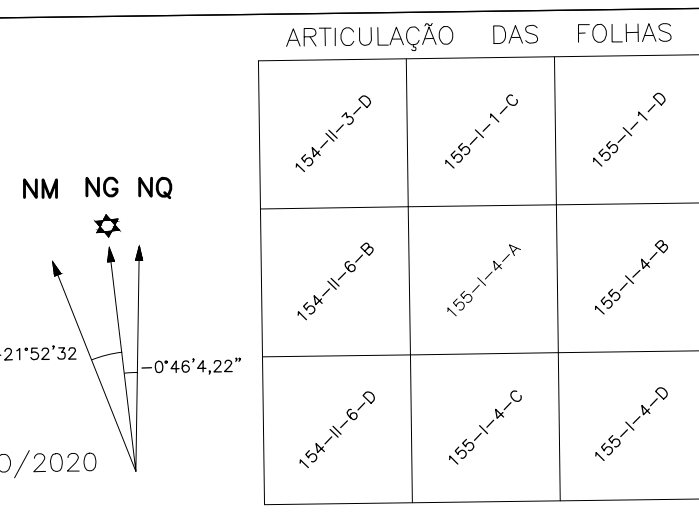 ARTICULAÇÃO DAS FOLHAS
154-II-3-D
155-I-1-C
155-I-1-D
NM NG NQ
154-II-6-B
155-I-4-A
155-I-4-B
-21°52'32
-0°46'4,22"
154-II-6-D
155-I-4-C
155-I-4-D
O/2020